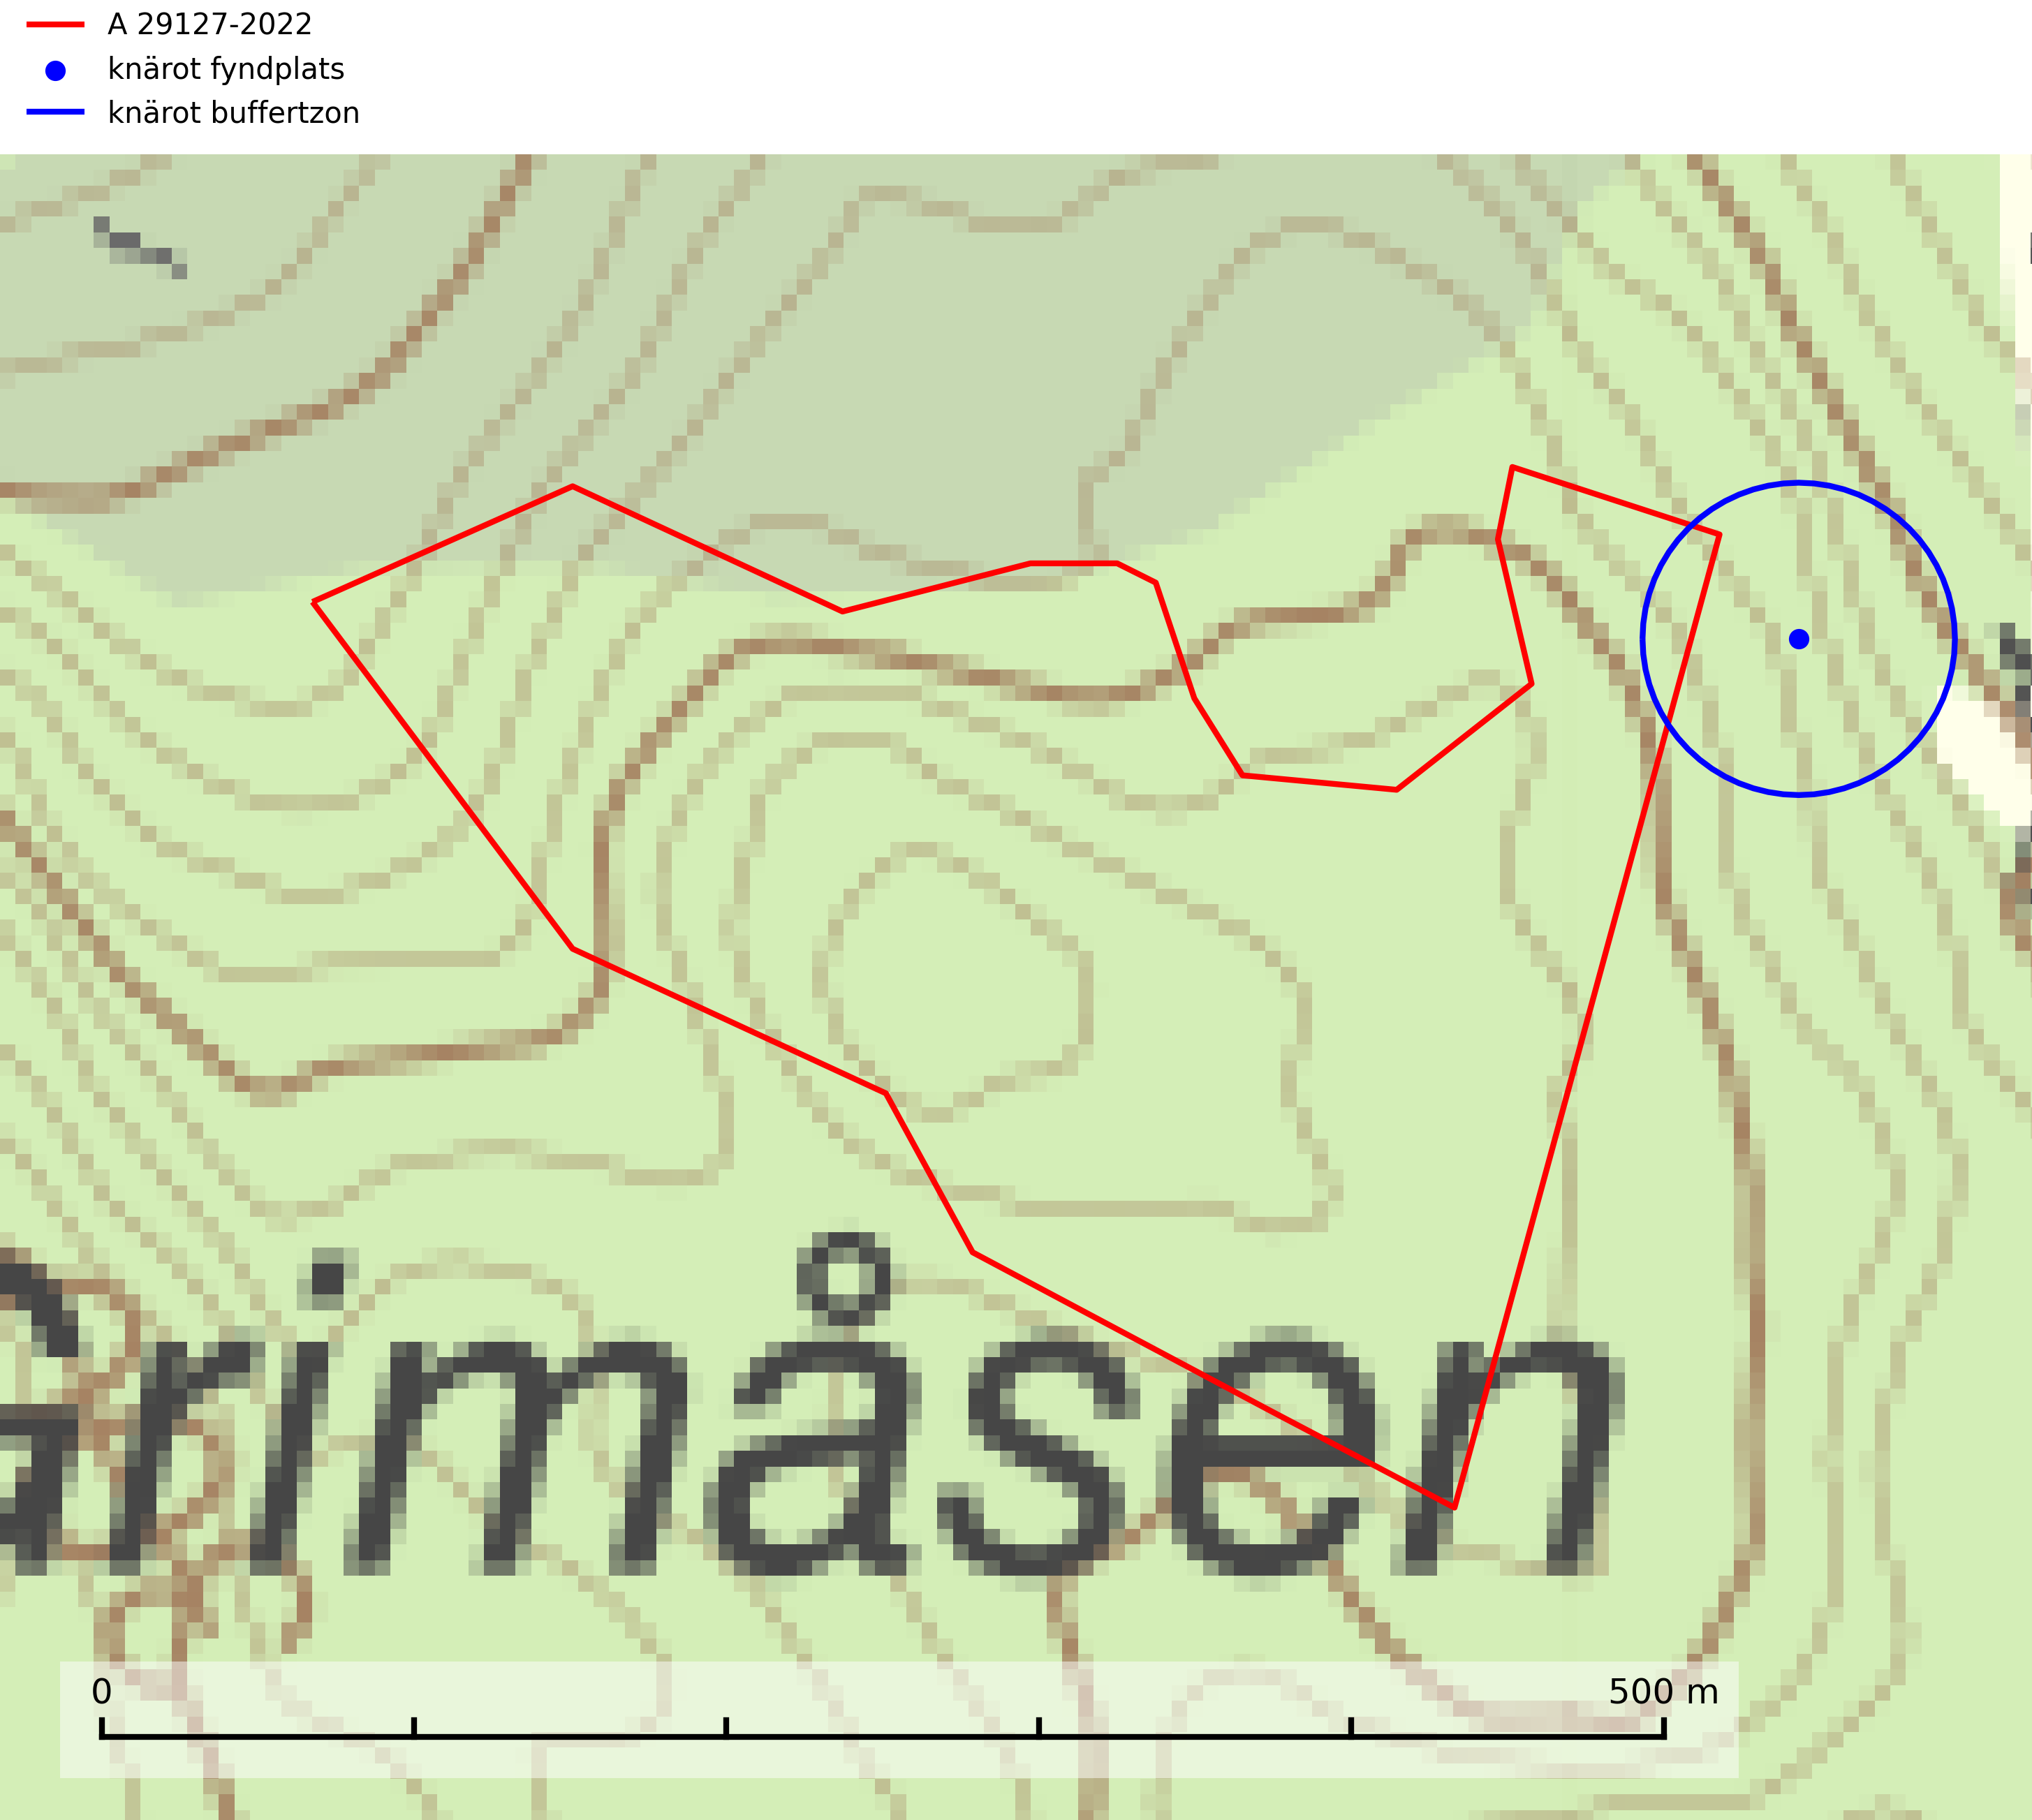 A 29127-2022
knärot fyndplats
knärot buffertzon
rimåsen
0 500 m